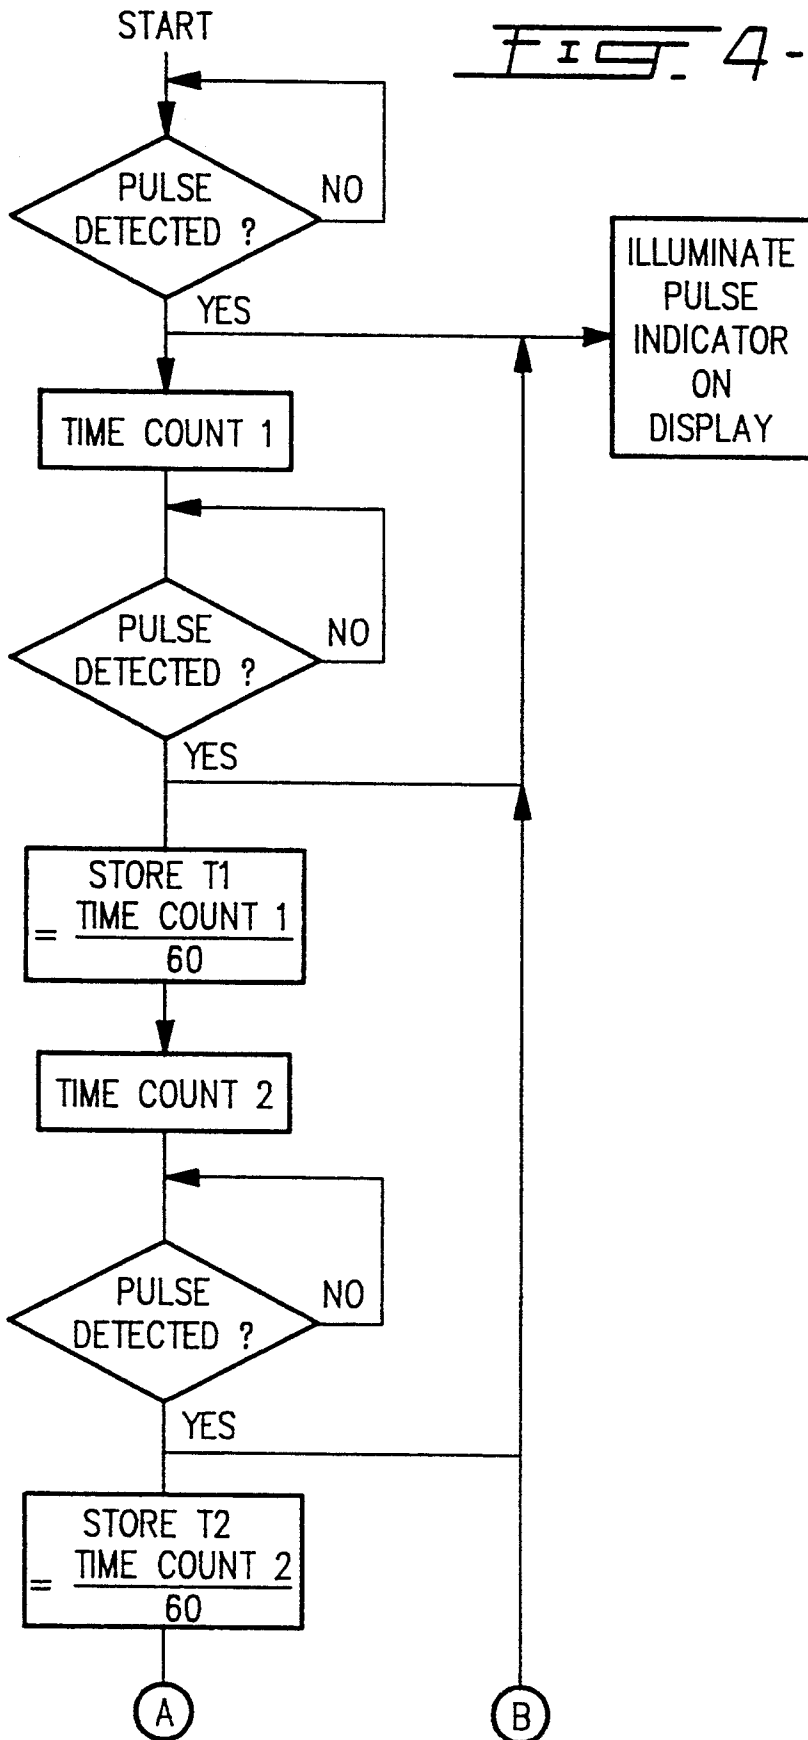 START
FIG. 4-
PULSE
DETECTED ?
NO
YES
ILLUMINATE
PULSE
INDICATOR
ON
DISPLAY
TIME COUNT 1
PULSE
DETECTED ?
NO
YES
STORE T1
= TIME COUNT 1
60
TIME COUNT 2
PULSE
DETECTED ?
NO
YES
STORE T2
= TIME COUNT 2
60
A
B